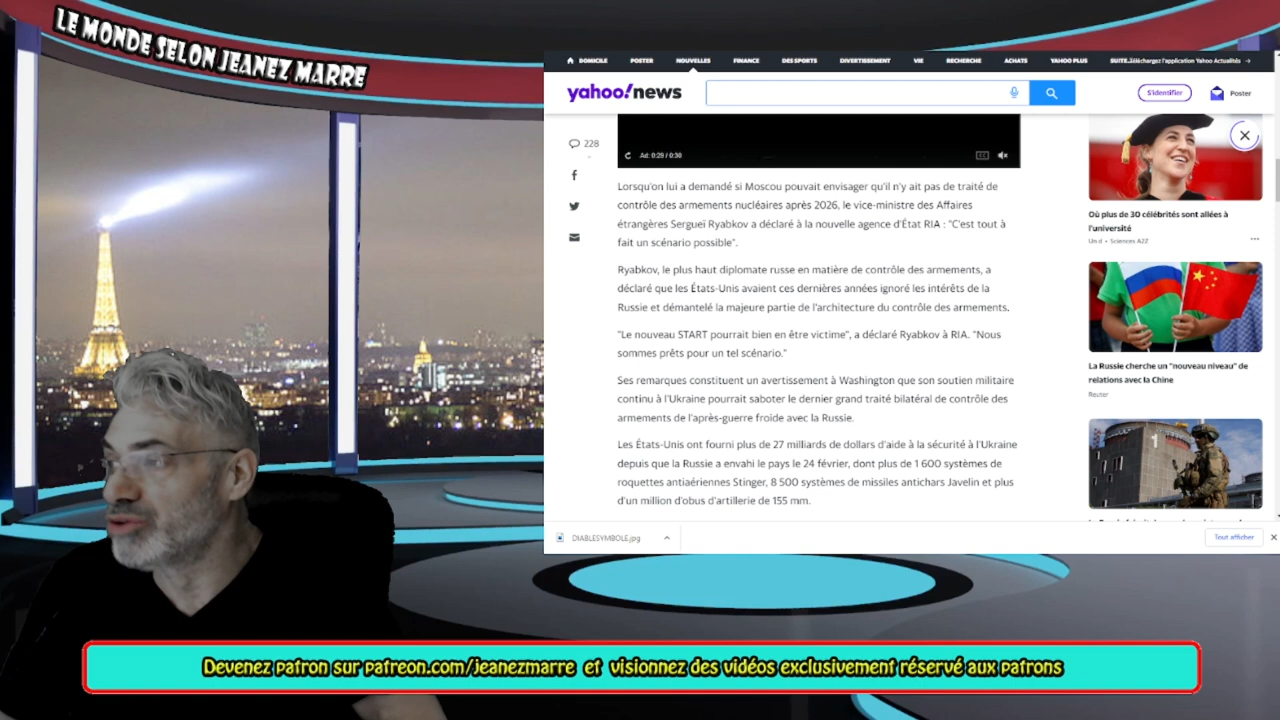 LE MONDE SELON JEANEZ MARRE
DOMICILE POSTER NOUVELLES FINANCE DES SPORTS DIVERTISSEMENT VIE RECHERCHE ACHATS YAHOO PLUS SUITE... Téléchargez l'application Yahoo Actualités →
yahoo!news
S'identifier
Poster
228
Ad: 0:29 / 0:30
CC
Lorsqu'on lui a demandé si Moscou pouvait envisager qu'il n'y ait pas de traité de
contrôle des armements nucléaires après 2026, le vice-ministre des Affaires
étrangères Sergueï Ryabkov a déclaré à la nouvelle agence d'État RIA : "C'est tout à
fait un scénario possible".
Ryabkov, le plus haut diplomate russe en matière de contrôle des armements, a
déclaré que les États-Unis avaient ces dernières années ignoré les intérêts de la
Russie et démantelé la majeure partie de l'architecture du contrôle des armements.
"Le nouveau START pourrait bien en être victime", a déclaré Ryabkov à RIA. "Nous
sommes prêts pour un tel scénario."
Ses remarques constituent un avertissement à Washington que son soutien militaire
continu à l'Ukraine pourrait saboter le dernier grand traité bilatéral de contrôle des
armements de l'après-guerre froide avec la Russie.
Les États-Unis ont fourni plus de 27 milliards de dollars d'aide à la sécurité à l'Ukraine
depuis que la Russie a envahi le pays le 24 février, dont plus de 1 600 systèmes de
roquettes antiaériennes Stinger, 8 500 systèmes de missiles antichars Javelin et plus
d'un million d'obus d'artillerie de 155 mm.
Où plus de 30 célébrités sont allées à
l'université
Un d • Sciences A2Z
La Russie cherche un "nouveau niveau" de
relations avec la Chine
Reuter
1
DIABLESYMBOLE.jpg
Tout afficher
Devenez patron sur patreon.com/jeanezmarre et visionnez des vidéos exclusivement réservé aux patrons